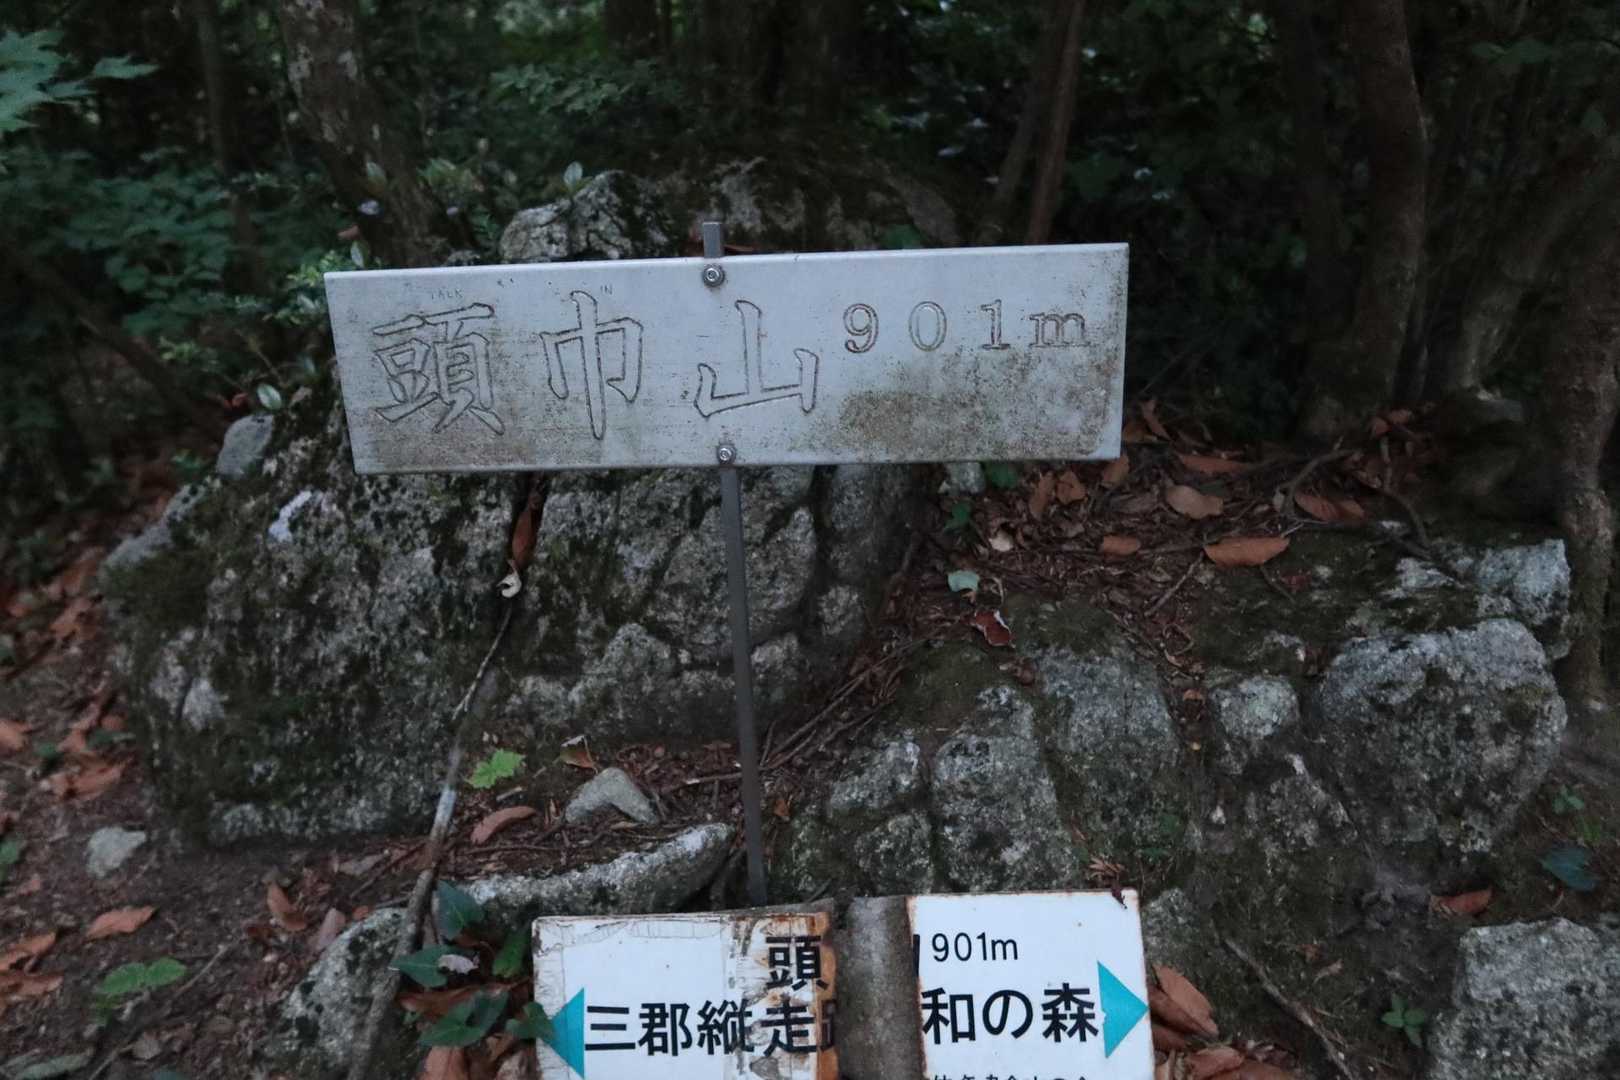 頭巾山 901m
頭 901m
三郡縦走 和の森